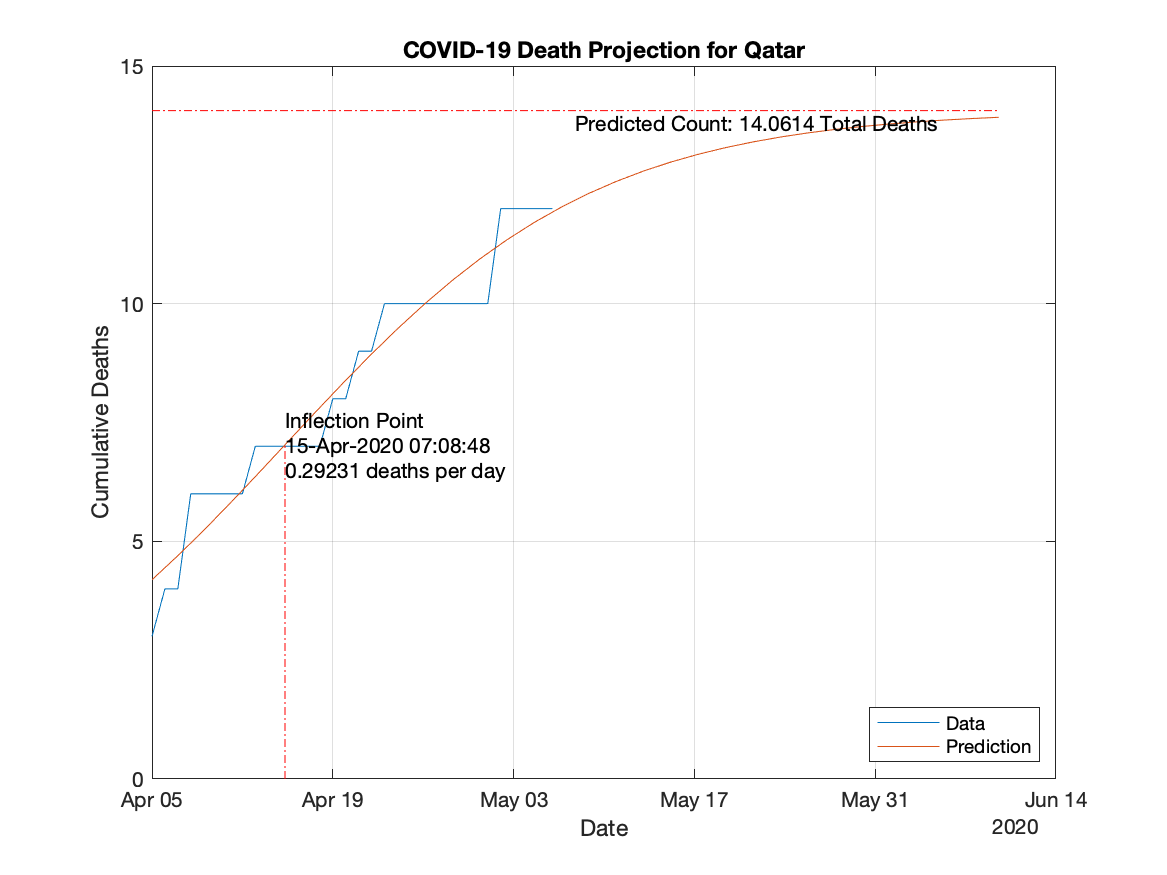 COVID-19 Death Projection for Qatar
15
Predicted Count: 14.0614 Total Deaths
10
Cumulative Deaths
Inflection Point
15-Apr-2020 07:08:48
0.29231 deaths per day
5
Data
Prediction
0
Apr 05
Apr 19
May 03
May 17
May 31
Jun 14
Date
2020